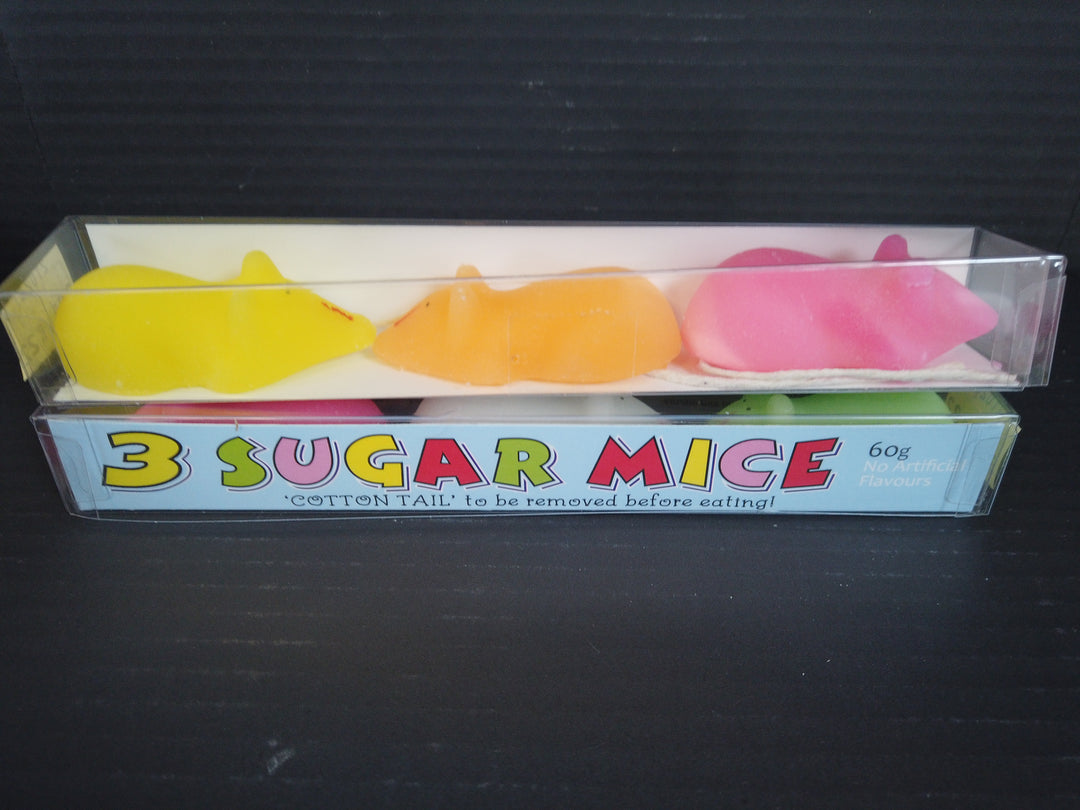 3 SUGAR MICE
'COTTON TAIL' to be removed before eating!
60g
No Artificial
Flavours